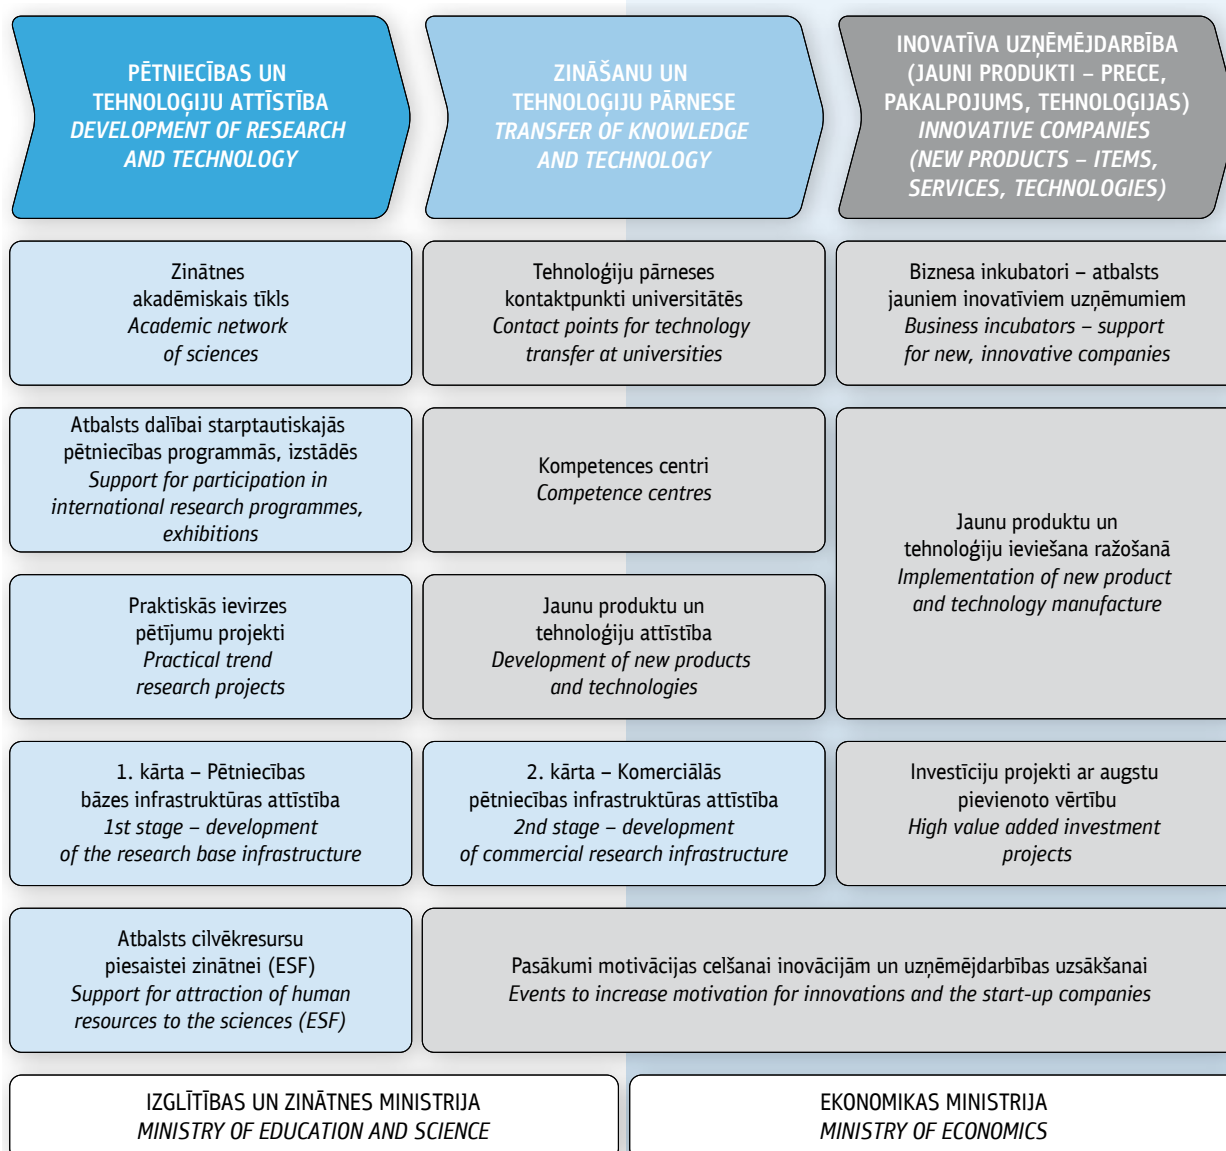 PĒTNIECĪBAS UN
TEHNOLOĢIJU ATTĪSTĪBA
DEVELOPMENT OF RESEARCH
AND TECHNOLOGY
ZINĀŠANU UN
TEHNOLOĢIJU PĀRNESE
TRANSFER OF KNOWLEDGE
AND TECHNOLOGY
INOVATĪVA UZŅĒMĒJDARBĪBA
(JAUNI PRODUKTI – PRECE,
PAKALPOJUMS, TEHNOLOĢIJAS)
INNOVATIVE COMPANIES
(NEW PRODUCTS – ITEMS,
SERVICES, TECHNOLOGIES)
Zinātnes
akadēmiskais tīkls
Academic network
of sciences
Tehnoloģiju pārneses
kontaktpunkti universitātēs
Contact points for technology
transfer at universities
Biznesa inkubatori – atbalsts
jauniem inovatīviem uzņēmumiem
Business incubators – support
for new, innovative companies
Atbalsts dalībai starptautiskajās
pētniecības programmās, izstādēs
Support for participation in
international research programmes,
exhibitions
Kompetences centri
Competence centres
Jaunu produktu un
tehnoloģiju ieviešana ražošanā
Implementation of new product
and technology manufacture
Praktiskās ievirzes
pētījumu projekti
Practical trend
research projects
Jaunu produktu un
tehnoloģiju attīstība
Development of new products
and technologies
1. kārta – Pētniecības
bāzes infrastruktūras attīstība
1st stage – development
of the research base infrastructure
2. kārta – Komerciālās
pētniecības infrastruktūras attīstība
2nd stage – development
of commercial research infrastructure
Investīciju projekti ar augstu
pievienoto vērtību
High value added investment
projects
Atbalsts cilvēkresursu
piesaistei zinātnei (ESF)
Support for attraction of human
resources to the sciences (ESF)
Pasākumi motivācijas celšanai inovācijām un uzņēmējdarbības uzsākšanai
Events to increase motivation for innovations and the start-up companies
IZGLĪTĪBAS UN ZINĀTNES MINISTRIJA
MINISTRY OF EDUCATION AND SCIENCE
EKONOMIKAS MINISTRIJA
MINISTRY OF ECONOMICS